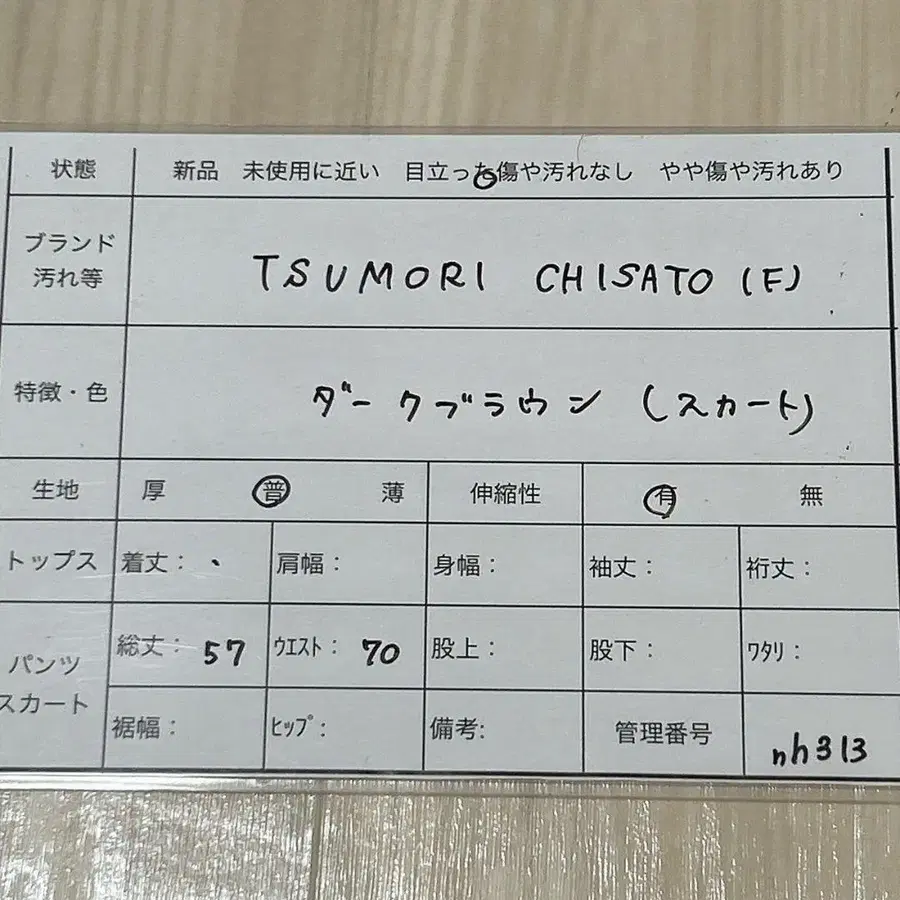 状態 新品 未使用に近い 目立った傷や汚れなし やや傷や汚れあり
ブランド
汚れ等
TSUMORI CHISATO (F)
特徴・色 ダークブラウン (スカート)
生地 厚 普 薄 伸縮性 有 無
トップス 着丈: 肩幅: 身幅: 袖丈: 裄丈:
パンツ
スカート
総丈: 57 ウエスト: 70 股上: 股下: ワタリ:
裾幅: ヒップ: 備考: 管理番号 nh313